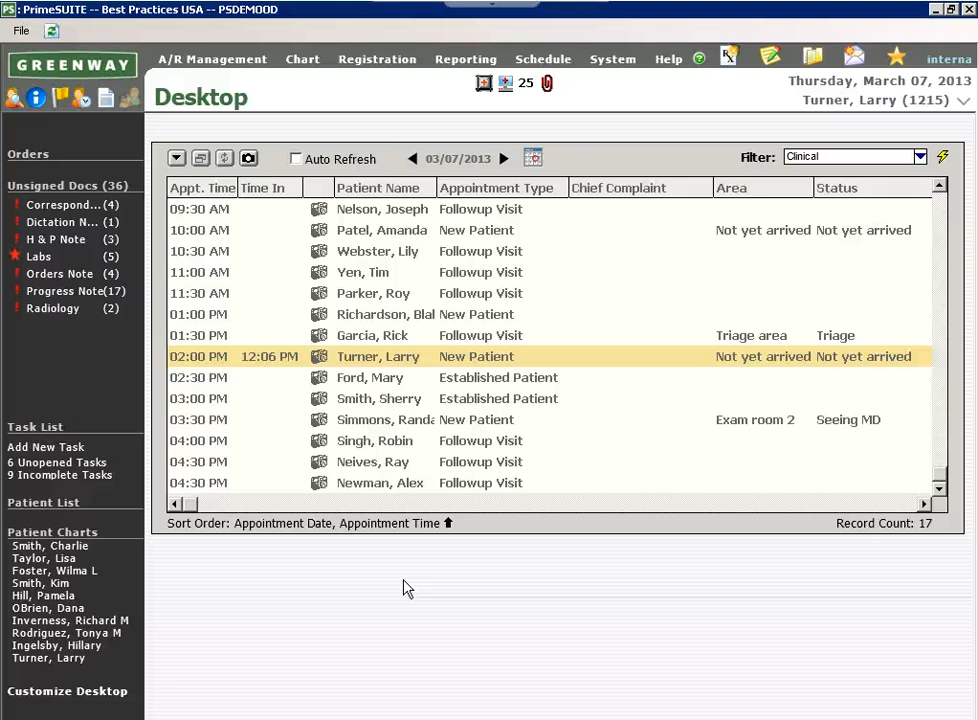 PS : PrimeSUITE -- Best Practices USA -- PSDEMOOD
File
GREENWAY A/R Management Chart Registration Reporting Schedule System Help interna
Desktop 25 Thursday, March 07, 2013
Turner, Larry (1215)
Orders
Unsigned Docs (36)
Correspond... (4)
Dictation N... (1)
H & P Note (3)
Labs (5)
Orders Note (4)
Progress Note(17)
Radiology (2)
Task List
Add New Task
6 Unopened Tasks
9 Incomplete Tasks
Patient List
Patient Charts
Smith, Charlie
Taylor, Lisa
Foster, Wilma L
Smith, Kim
Hill, Pamela
OBrien, Dana
Inverness, Richard M
Rodriguez, Tonya M
Ingelsby, Hillary
Turner, Larry
Customize Desktop
Auto Refresh 03/07/2013 Filter: Clinical
Appt. Time Time In Patient Name Appointment Type Chief Complaint Area Status
09:30 AM Nelson, Joseph Followup Visit
10:00 AM Patel, Amanda New Patient Not yet arrived Not yet arrived
10:30 AM Webster, Lily Followup Visit
11:00 AM Yen, Tim Followup Visit
11:30 AM Parker, Roy Followup Visit
01:00 PM Richardson, Bla New Patient
01:30 PM Garcia, Rick Followup Visit Triage area Triage
02:00 PM 12:06 PM Turner, Larry New Patient Not yet arrived Not yet arrived
02:30 PM Ford, Mary Established Patient
03:00 PM Smith, Sherry Established Patient
03:30 PM Simmons, Randa New Patient Exam room 2 Seeing MD
04:00 PM Singh, Robin Followup Visit
04:30 PM Neives, Ray Followup Visit
04:30 PM Newman, Alex Followup Visit
Sort Order: Appointment Date, Appointment Time Record Count: 17